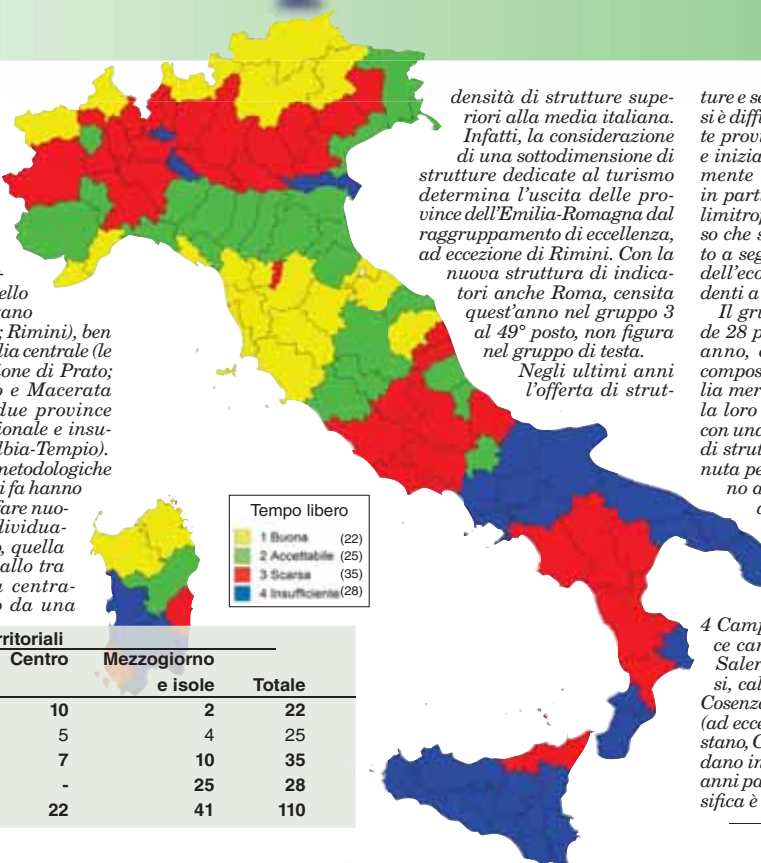 densità di strutture supe-
riori alla media italiana.
Infatti, la considerazione
di una sottodimensione di
strutture dedicate al turismo
determina l'uscita delle pro-
vince dell'Emilia-Romagna dal
raggruppamento di eccellenza,
ad eccezione di Rimini. Con la
nuova struttura di indica-
tori anche Roma, censita
quest'anno nel gruppo 3
al 49° posto, non figura
nel gruppo di testa.
Negli ultimi anni
l'offerta di strut-
ture e se
si è diffu
te provi
e inizia
mente
in parti
limitrof
so che s
to a seg
dell'eco
denti a
Il gru
de 28 p
anno, c
compos
lia mer
la loro
con una
di strut
nuta pe
no a
ello
ano
; Rimini), ben
lia centrale (le
ione di Prato;
o e Macerata
due province
ionale e insu-
lbia-Tempio).
metodologiche
i fa hanno
fare nuo-
dividua-
o, quella
allo tra
a centra-
o da una
Tempo libero
1 Buona (22)
2 Accettabile (25)
3 Scarsa (35)
4 Insufficiente (28)
rritoriali
Centro Mezzogiorno
e isole Totale
10 2 22
5 4 25
7 10 35
- 25 28
22 41 110
4 Camp
ce can
Saler
si, cal
Cosenza
(ad ecce
stano, C
dano in
anni pa
sifica è